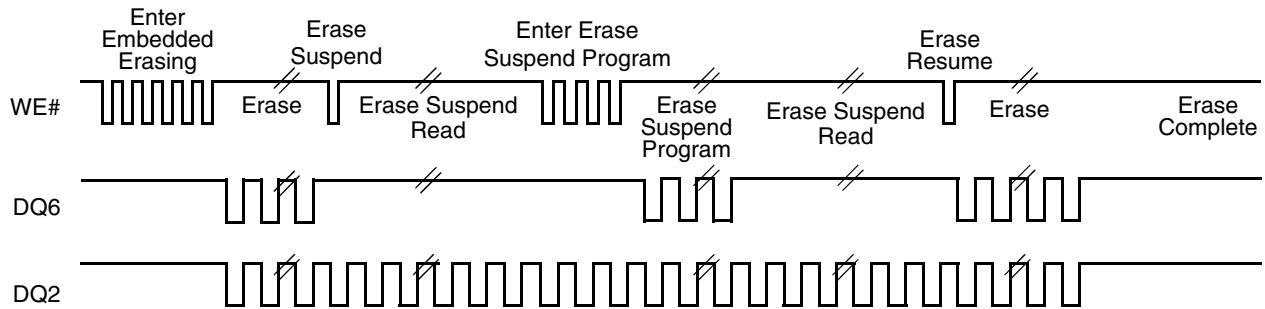 Enter
Embedded
Erasing
Erase
Suspend
Enter Erase
Suspend Program
Erase
Resume
WE#
Erase
Erase Suspend
Read
Erase
Suspend
Program
Erase Suspend
Read
Erase
Erase
Complete
DQ6
DQ2